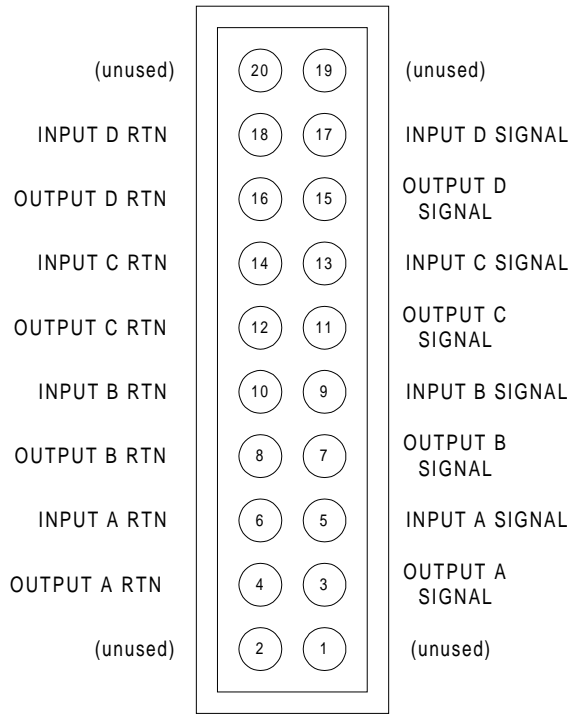 (unused) 20 19 (unused)
INPUT D RTN 18 17 INPUT D SIGNAL
OUTPUT D RTN 16 15 OUTPUT D
SIGNAL
INPUT C RTN 14 13 INPUT C SIGNAL
OUTPUT C RTN 12 11 OUTPUT C
SIGNAL
INPUT B RTN 10 9 INPUT B SIGNAL
OUTPUT B RTN 8 7 OUTPUT B
SIGNAL
INPUT A RTN 6 5 INPUT A SIGNAL
OUTPUT A RTN 4 3 OUTPUT A
SIGNAL
(unused) 2 1 (unused)